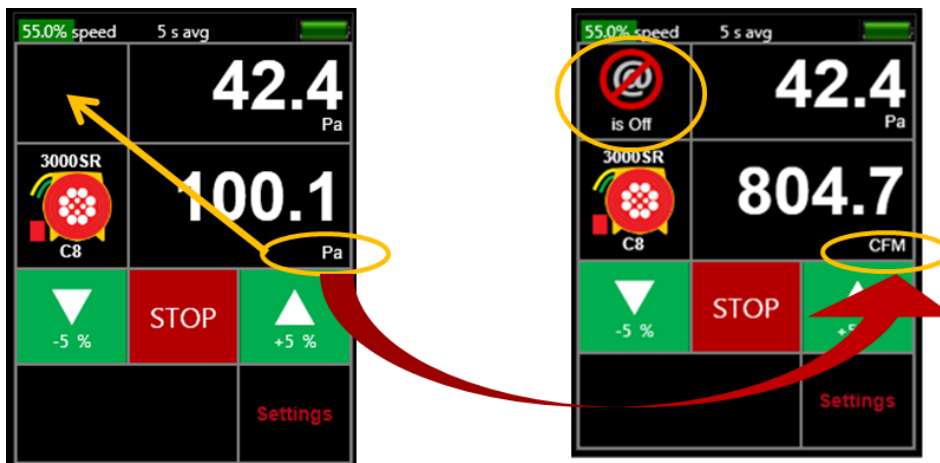 55.0% speed 5 s avg
42.4
Pa
3000SR
C8
100.1
Pa
-5 %
STOP
+5 %
Settings
55.0% speed 5 s avg
@
is Off
42.4
Pa
3000SR
C8
804.7
CFM
-5 %
STOP
Settings